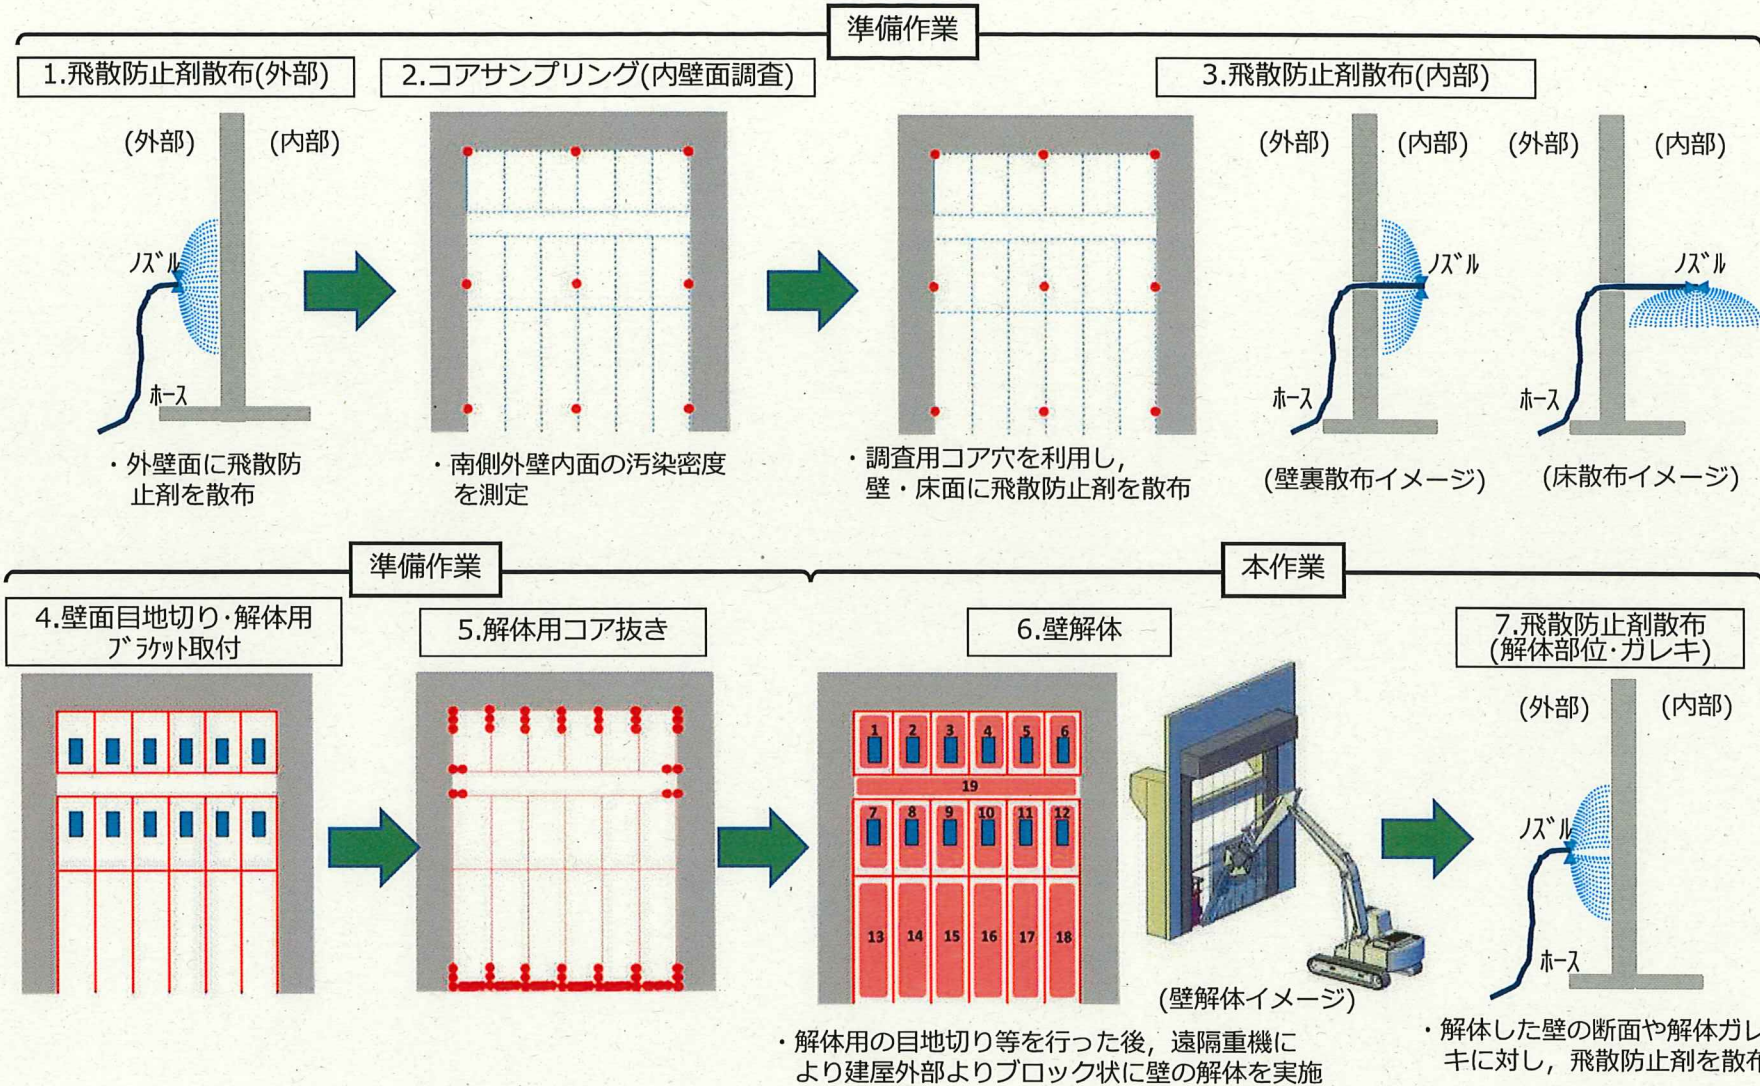 準備作業
1.飛散防止剤散布(外部)
2.コアサンプリング(内壁面調査)
3.飛散防止剤散布(内部)
(外部)
(内部)
ﾉｽﾞﾙ
ﾎｰｽ
・外壁面に飛散防
止剤を散布
・南側外壁内面の汚染密度
を測定
・調査用コア穴を利用し,
壁・床面に飛散防止剤を散布
(外部)
(内部)
ﾉｽﾞﾙ
ﾎｰｽ
(壁裏散布イメージ)
(外部)
(内部)
ﾉｽﾞﾙ
ﾎｰｽ
(床散布イメージ)
準備作業
本作業
4.壁面目地切り･解体用
ﾌﾞﾗｹｯﾄ取付
5.解体用コア抜き
6.壁解体
7.飛散防止剤散布
(解体部位･ガレキ)
1 2 3 4 5 6
19
7 8 9 10 11 12
13 14 15 16 17 18
(壁解体イメージ)
・解体用の目地切り等を行った後，遠隔重機に
より建屋外部よりブロック状に壁の解体を実施
(外部)
(内部)
ﾉｽﾞﾙ
ﾎｰｽ
・解体した壁の断面や解体ガレ
キに対し，飛散防止剤を散布